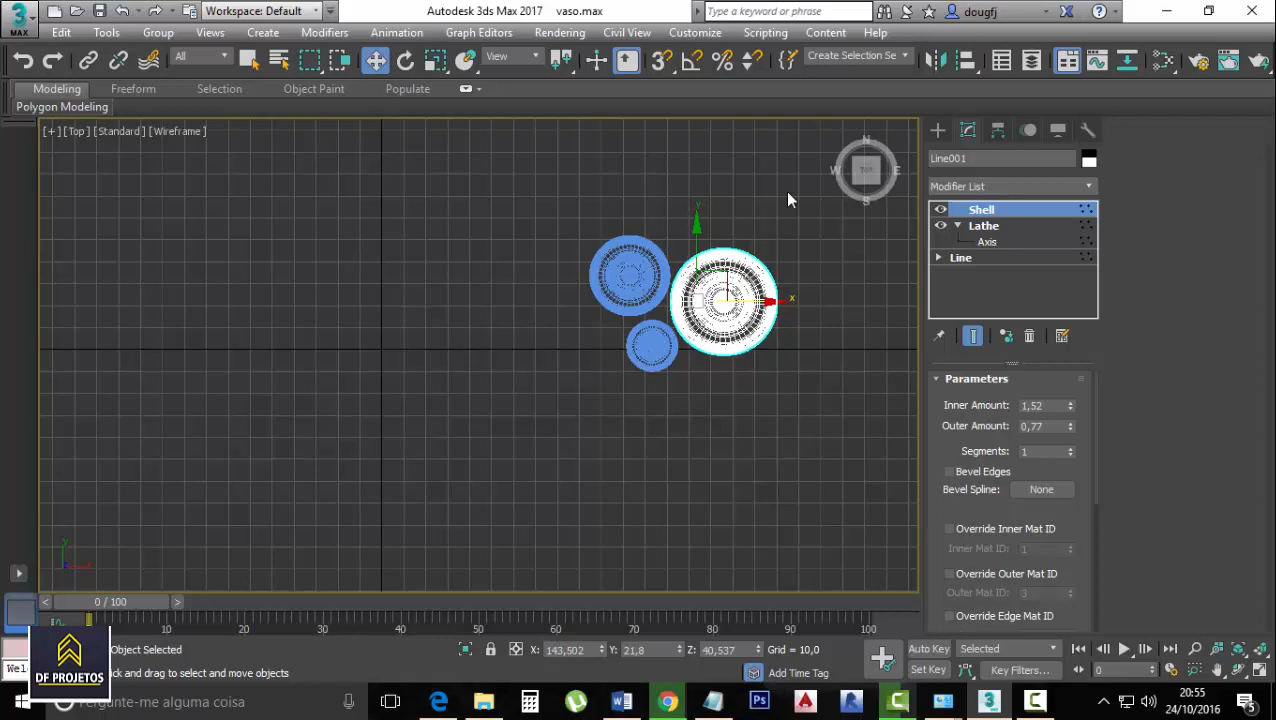 Autodesk 3ds Max 2017 vaso.max
Workspace: Default
Type a keyword or phrase
dougfj
MAX
Edit Tools Group Views Create Modifiers Animation Graph Editors Rendering Civil View Customize Scripting Content Help
All
View
Create Selection Se
Modeling Freeform Selection Object Paint Populate
Polygon Modeling
[+] [Top] [Standard] [Wireframe]
N
W TOP E
S
y
x
Line001
Modifier List
Shell
Lathe
Axis
Line
Parameters
Inner Amount: 1,52
Outer Amount: 0,77
Segments: 1
Bevel Edges
Bevel Spline: None
Override Inner Mat ID
Inner Mat ID: 1
Override Outer Mat ID
Outer Mat ID: 3
Override Edge Mat ID
0 / 100
10 20 30 40 50 60 70 80 90 100
Object Selected
X: 143,502 Y: 21,8 Z: 40,537 Grid = 10,0
Auto Key Selected
Welc
ck and drag to select and move objects
Add Time Tag
Set Key Key Filters...
0
DF PROJETOS
Pergunte-me alguma coisa
20:55
24/10/2016